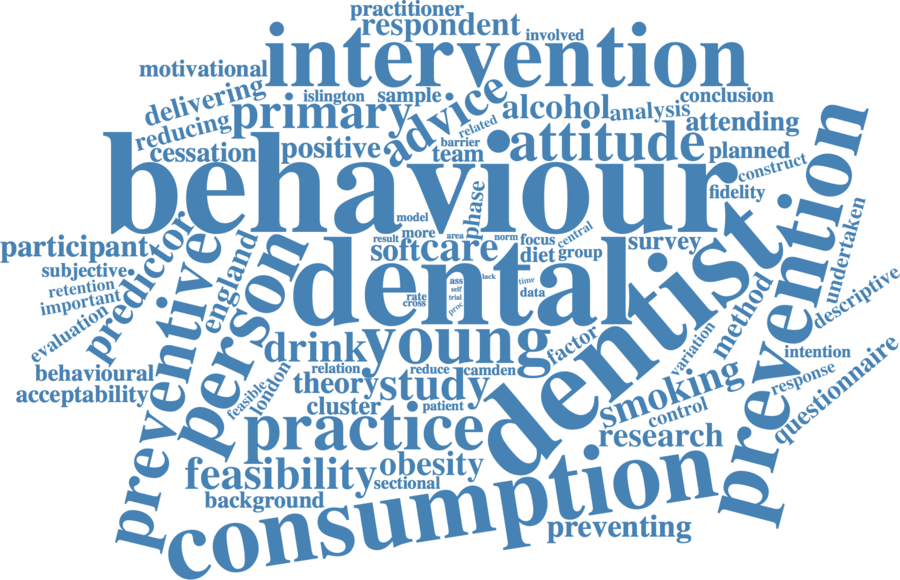 practitioner
respondent
involved
intervention
motivational
delivering
islington
sample
advice
alcohol
analysis
conclusion
reducing
primary
related
attending
cessation
positive
barrier
team
attitude
planned
behaviour
construct
fidelity
phase
model
participant
predictor
more
result
area
norm
focus
central
survey
undertaken
softcare
diet
group
subjective
preventive
england
person
dental
ass
lack
self
time
trial
data
rate
cross
proc
dentist
method
prevention
descriptive
retention
important
evaluation
drink
young
factor
variation
intention
behavioural
acceptability
feasible
london
relation
reduce
camden
theory
study
smoking
response
questionnaire
cluster
patient
control
practice
research
feasibility
obesity
sectional
background
consumption
preventing